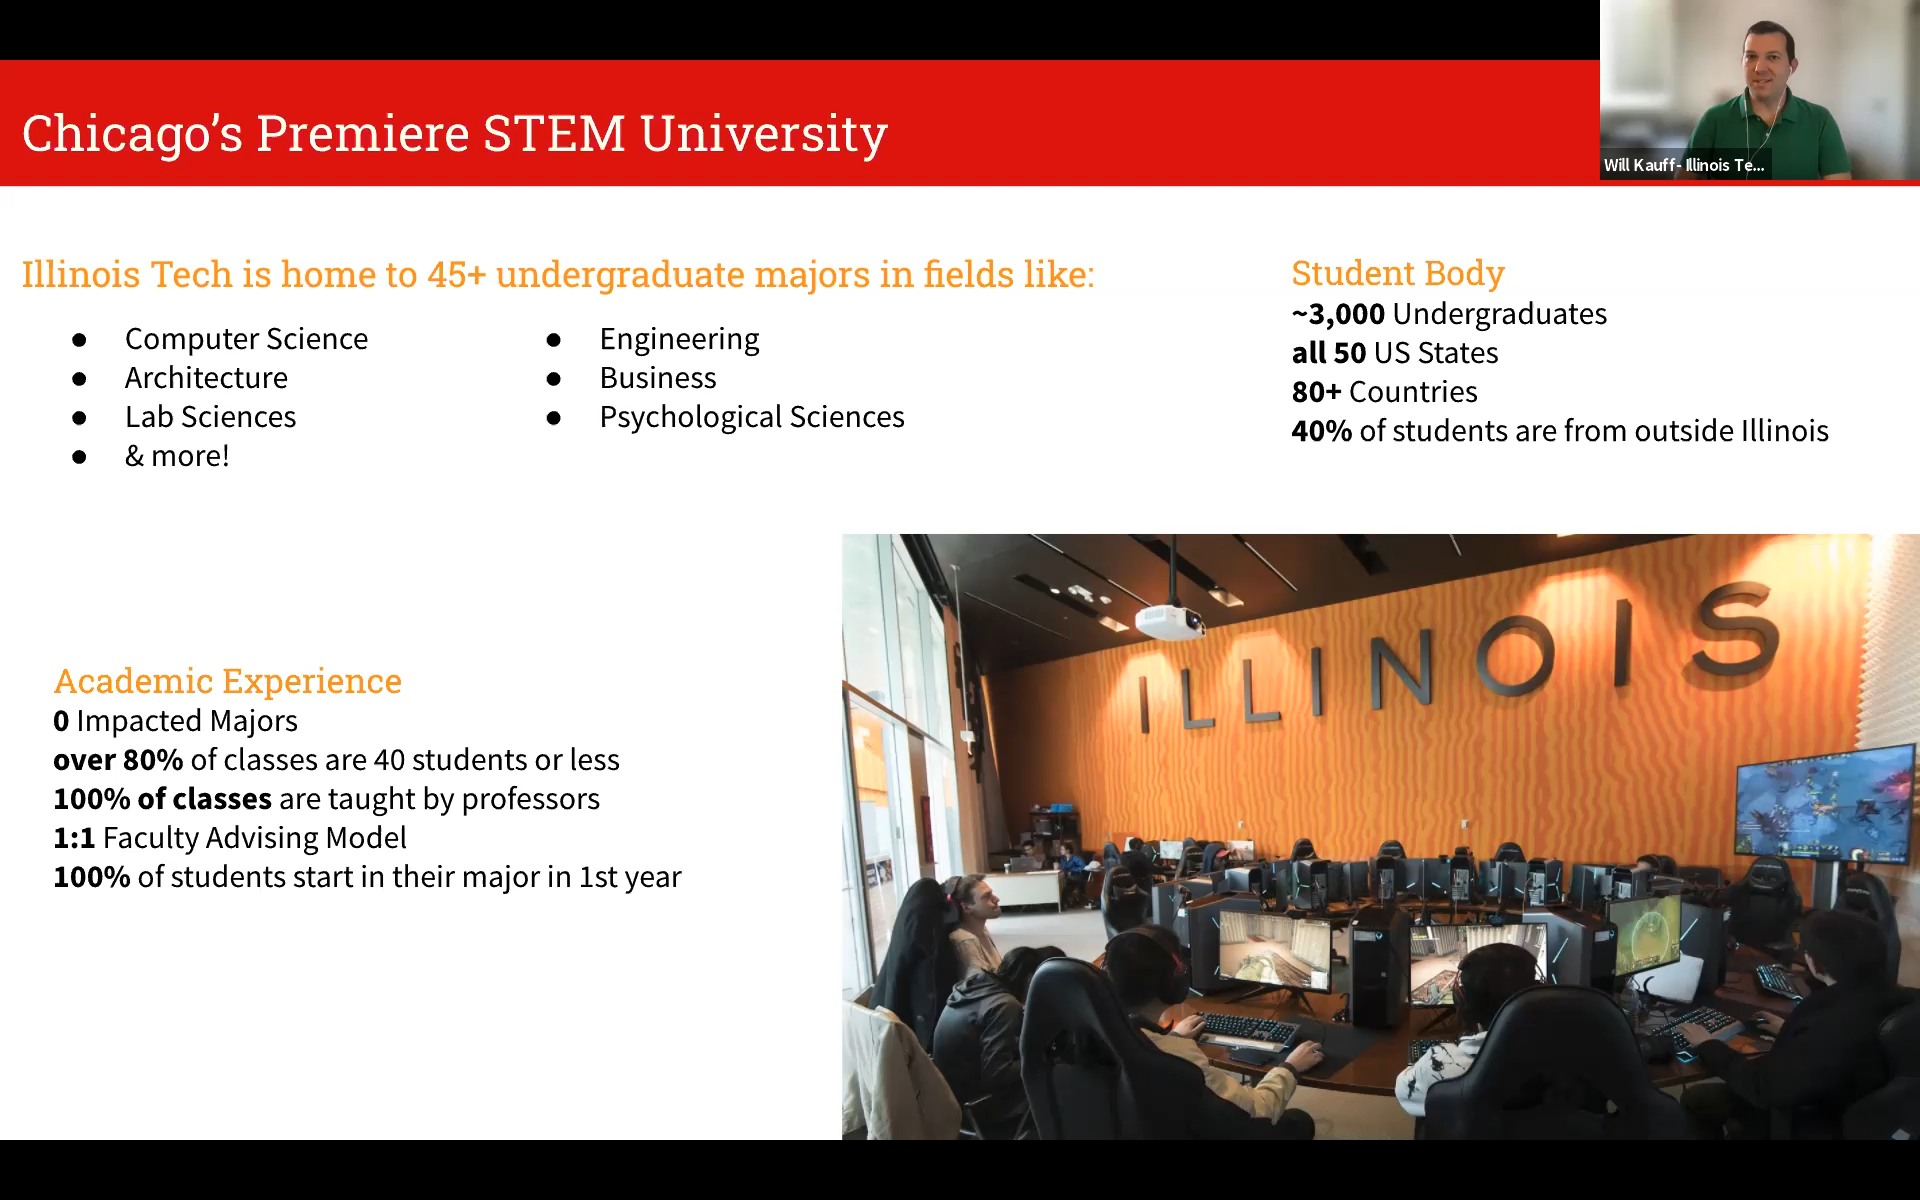 Chicago’s Premiere STEM University
Will Kauff- Illinois Te...
Illinois Tech is home to 45+ undergraduate majors in fields like:
● Computer Science
● Architecture
● Lab Sciences
● & more!
● Engineering
● Business
● Psychological Sciences
Student Body
~3,000 Undergraduates
all 50 US States
80+ Countries
40% of students are from outside Illinois
Academic Experience
0 Impacted Majors
over 80% of classes are 40 students or less
100% of classes are taught by professors
1:1 Faculty Advising Model
100% of students start in their major in 1st year
ILLINOIS